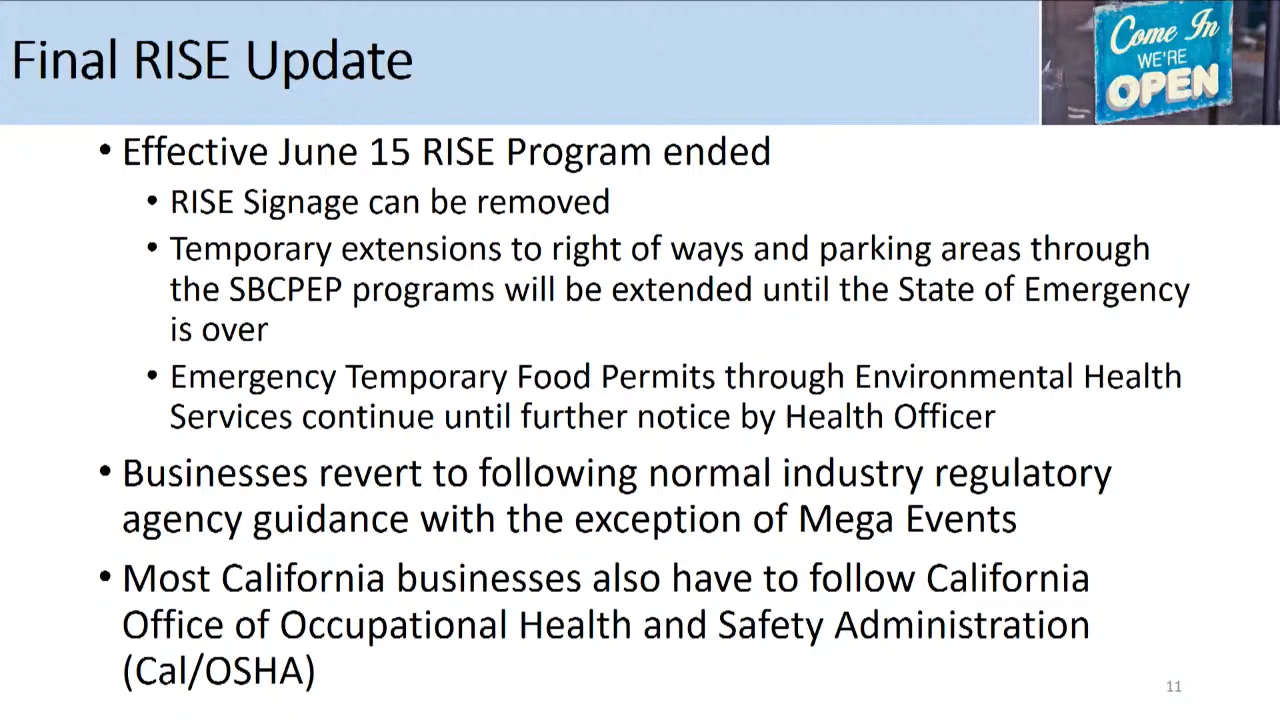 Final RISE Update
Come In
WE'RE
OPEN
• Effective June 15 RISE Program ended
• RISE Signage can be removed
• Temporary extensions to right of ways and parking areas through
the SBCPEP programs will be extended until the State of Emergency
is over
• Emergency Temporary Food Permits through Environmental Health
Services continue until further notice by Health Officer
• Businesses revert to following normal industry regulatory
agency guidance with the exception of Mega Events
• Most California businesses also have to follow California
Office of Occupational Health and Safety Administration
(Cal/OSHA)
11